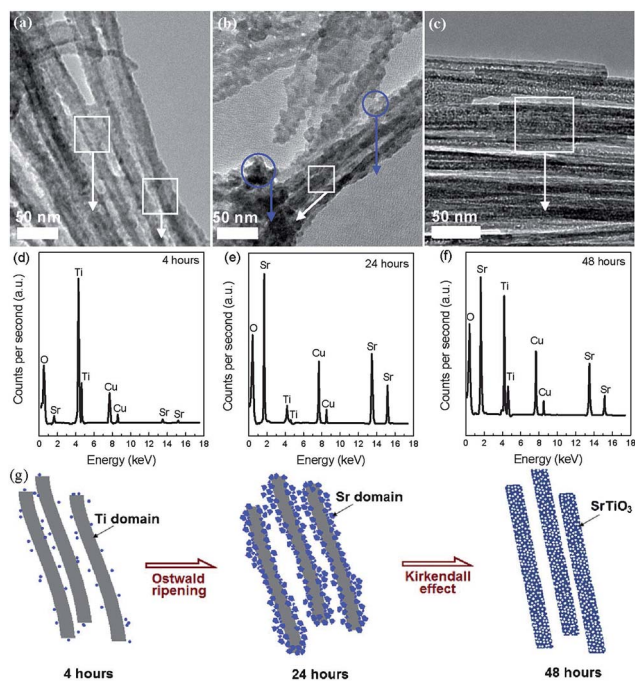 (a)
50 nm
(b)
50 nm
(c)
50 nm
(d)
4 hours
Counts per second (a.u.)
O
Sr
Ti
Ti
Cu
Cu
Sr
Sr
0 2 4 6 8 10 12 14 16 18
Energy (keV)
(e)
24 hours
Counts per second (a.u.)
O
Sr
Ti
Ti
Cu
Cu
Sr
Sr
0 2 4 6 8 10 12 14 16 18
Energy (keV)
(f)
48 hours
Counts per second (a.u.)
O
Sr
Ti
Ti
Cu
Cu
Sr
Sr
0 2 4 6 8 10 12 14 16 18
Energy (keV)
(g)
Ti domain
Ostwald
ripening
Sr domain
Kirkendall
effect
SrTiO₃
4 hours
24 hours
48 hours